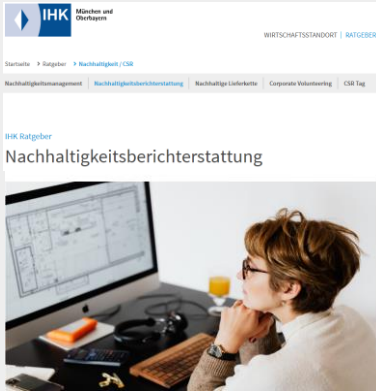 IHK München und
Oberbayern
WIRTSCHAFTSSTANDORT | RATGEBER
Startseite > Ratgeber > Nachhaltigkeit / CSR
Nachhaltigkeitsmanagement | Nachhaltigkeitsberichterstattung | Nachhaltige Lieferkette | Corporate Volunteering | CSR Tag
IHK Ratgeber
Nachhaltigkeitsberichterstattung